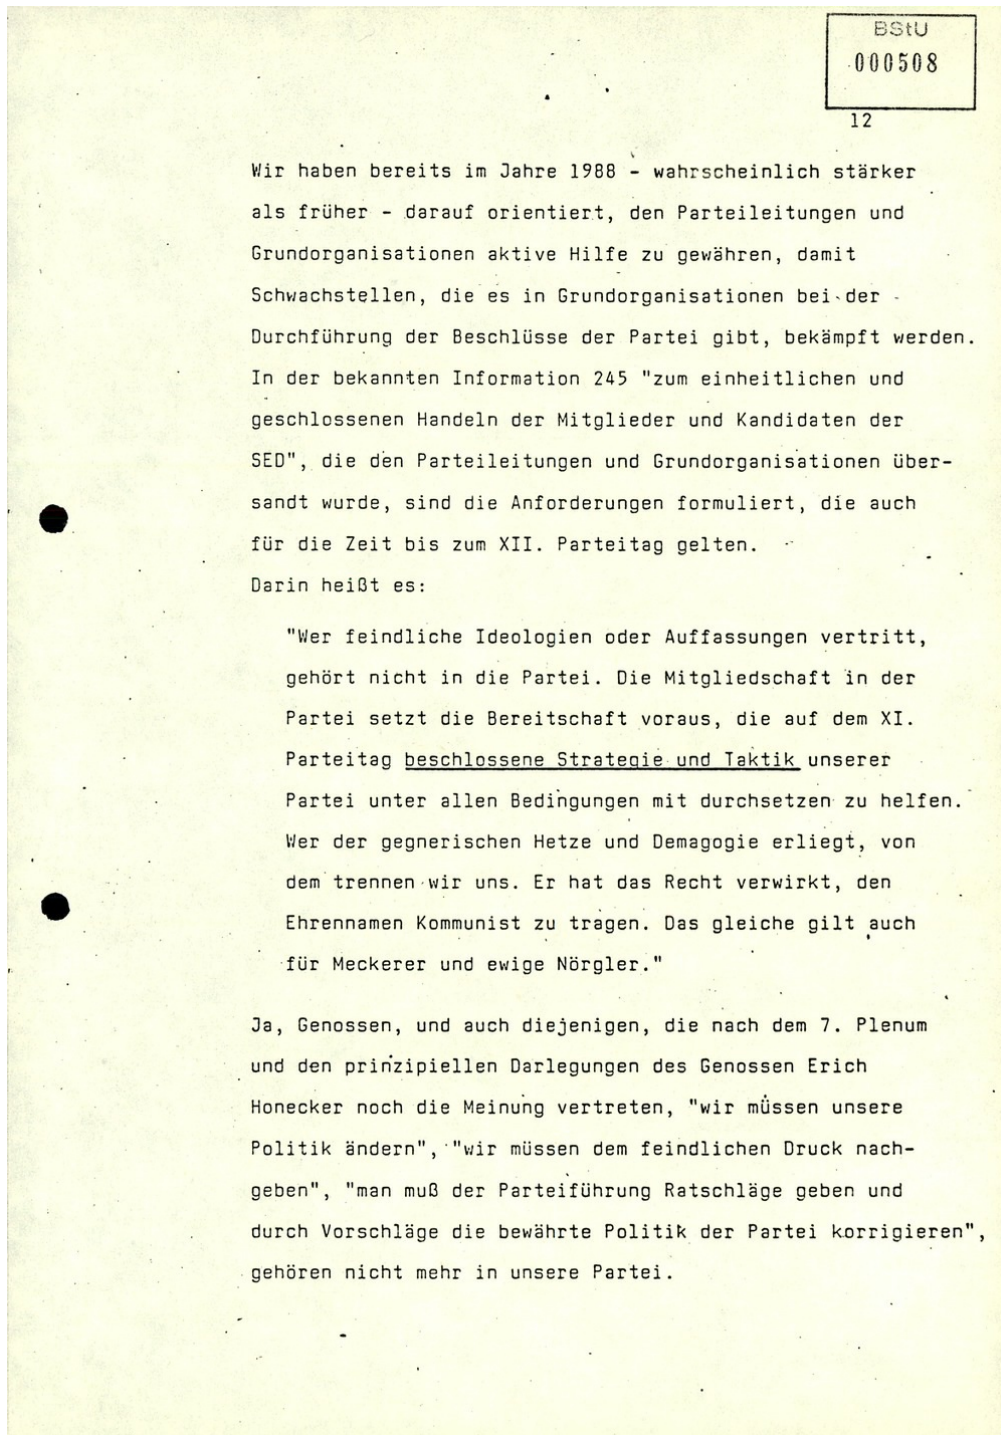 BStU
000508
12
Wir haben bereits im Jahre 1988 - wahrscheinlich stärker
als früher - darauf orientiert, den Parteileitungen und
Grundorganisationen aktive Hilfe zu gewähren, damit
Schwachstellen, die es in Grundorganisationen bei der
Durchführung der Beschlüsse der Partei gibt, bekämpft werden.
In der bekannten Information 245 "zum einheitlichen und
geschlossenen Handeln der Mitglieder und Kandidaten der
SED", die den Parteileitungen und Grundorganisationen über-
sandt wurde, sind die Anforderungen formuliert, die auch
für die Zeit bis zum XII. Parteitag gelten.
Darin heißt es:
"Wer feindliche Ideologien oder Auffassungen vertritt,
gehört nicht in die Partei. Die Mitgliedschaft in der
Partei setzt die Bereitschaft voraus, die auf dem XI.
Parteitag beschlossene Strategie und Taktik unserer
Partei unter allen Bedingungen mit durchsetzen zu helfen.
Wer der gegnerischen Hetze und Demagogie erliegt, von
dem trennen wir uns. Er hat das Recht verwirkt, den
Ehrennamen Kommunist zu tragen. Das gleiche gilt auch
für Meckerer und ewige Nörgler."
Ja, Genossen, und auch diejenigen, die nach dem 7. Plenum
und den prinzipiellen Darlegungen des Genossen Erich
Honecker noch die Meinung vertreten, "wir müssen unsere
Politik ändern", "wir müssen dem feindlichen Druck nach-
geben", "man muß der Parteiführung Ratschläge geben und
durch Vorschläge die bewährte Politik der Partei korrigieren",
gehören nicht mehr in unsere Partei.